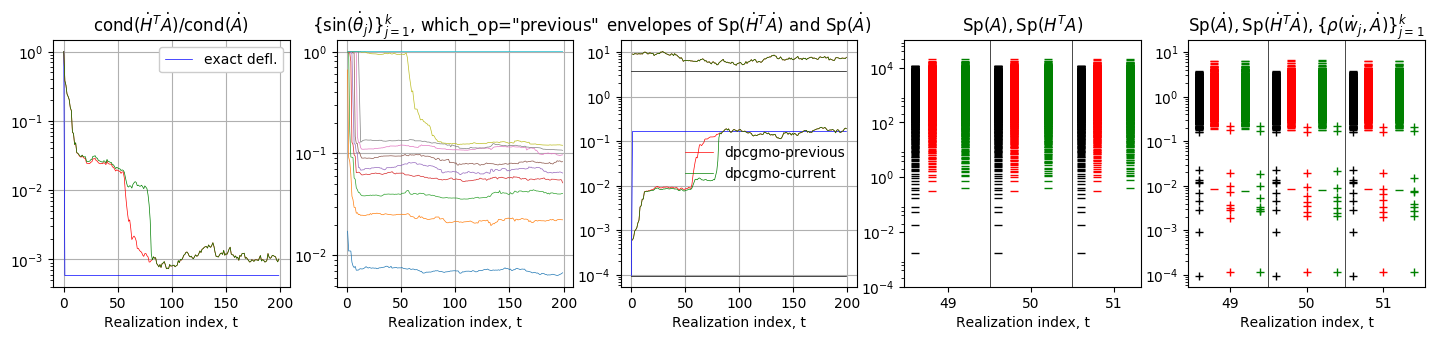 cond(Ḣ^T Ȧ)/cond(Ȧ)
exact defl.
10^0
10^−1
10^−2
10^−3
0 50 100 150 200
Realization index, t
{sin(θ̇_j)}_{j=1}^k, which_op="previous"
10^0
10^−1
10^−2
0 50 100 150 200
Realization index, t
envelopes of Sp(Ḣ^T Ȧ) and Sp(Ȧ)
dpcgmo-previous
dpcgmo-current
10^1
10^0
10^−1
10^−2
10^−3
10^−4
0 50 100 150 200
Realization index, t
Sp(A), Sp(H^T A)
10^4
10^2
10^0
10^−2
10^−4
49 50 51
Realization index, t
Sp(Ȧ), Sp(Ḣ^T Ȧ), {ρ(ẇ_j, Ȧ)}_{j=1}^k
10^1
10^0
10^−1
10^−2
10^−3
10^−4
49 50 51
Realization index, t